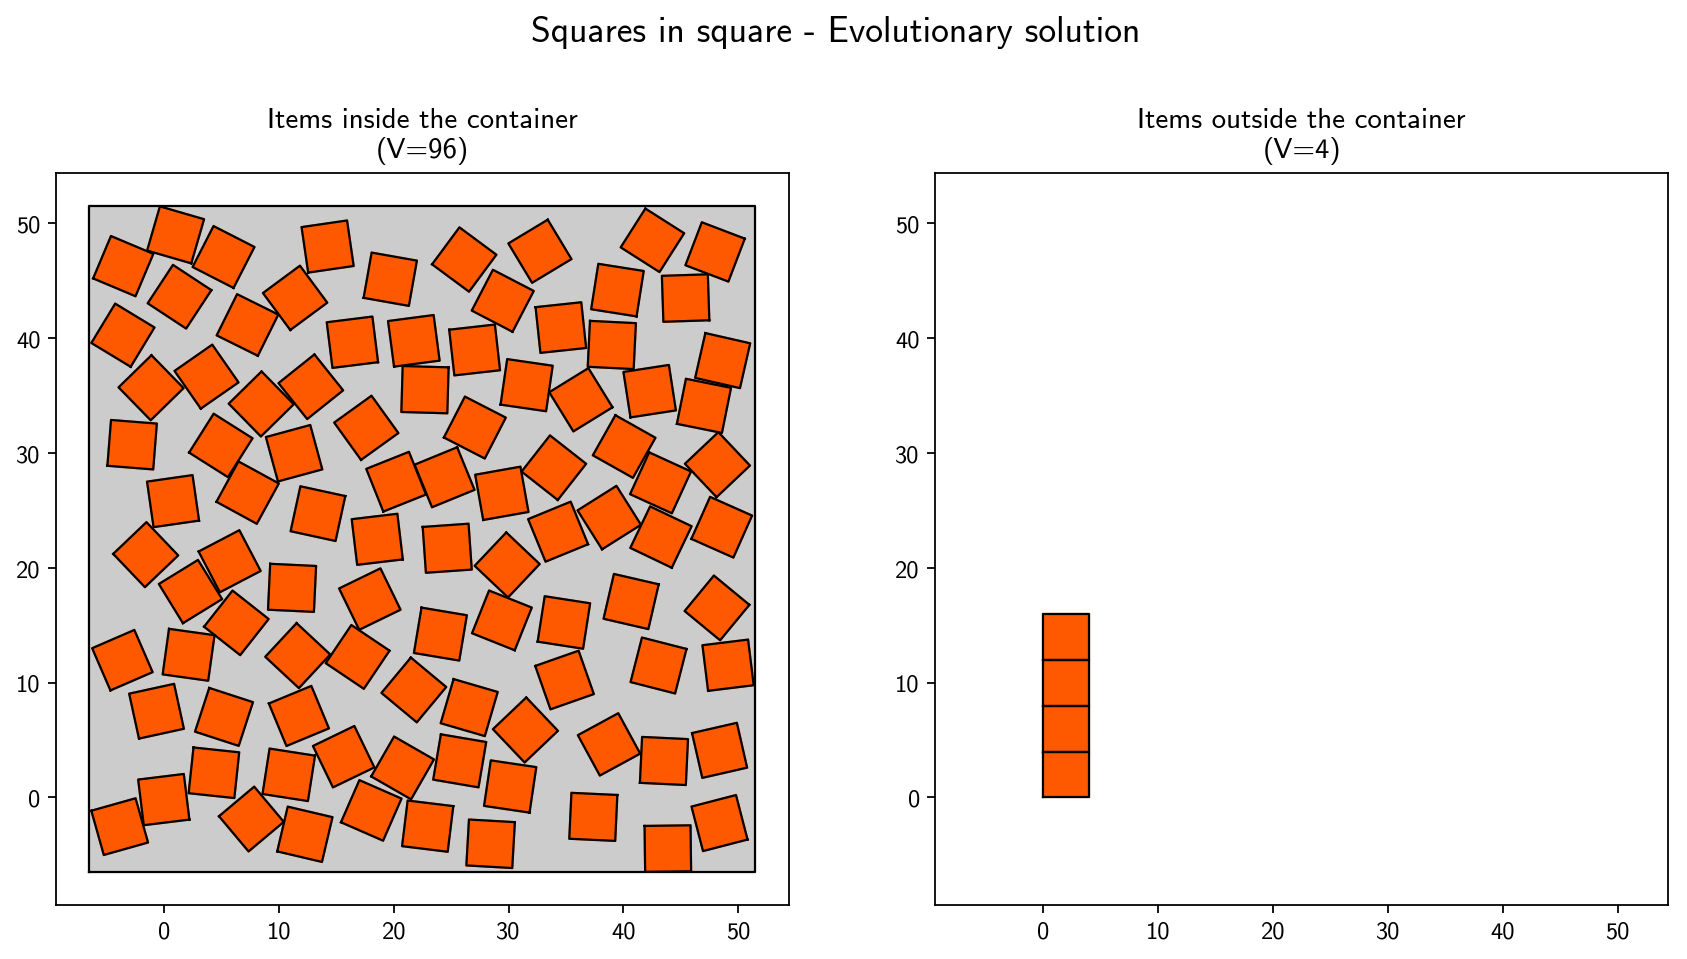 Squares in square - Evolutionary solution
Items inside the container
(V=96)
Items outside the container
(V=4)
50
40
30
20
10
0
0 10 20 30 40 50
50
40
30
20
10
0
0 10 20 30 40 50